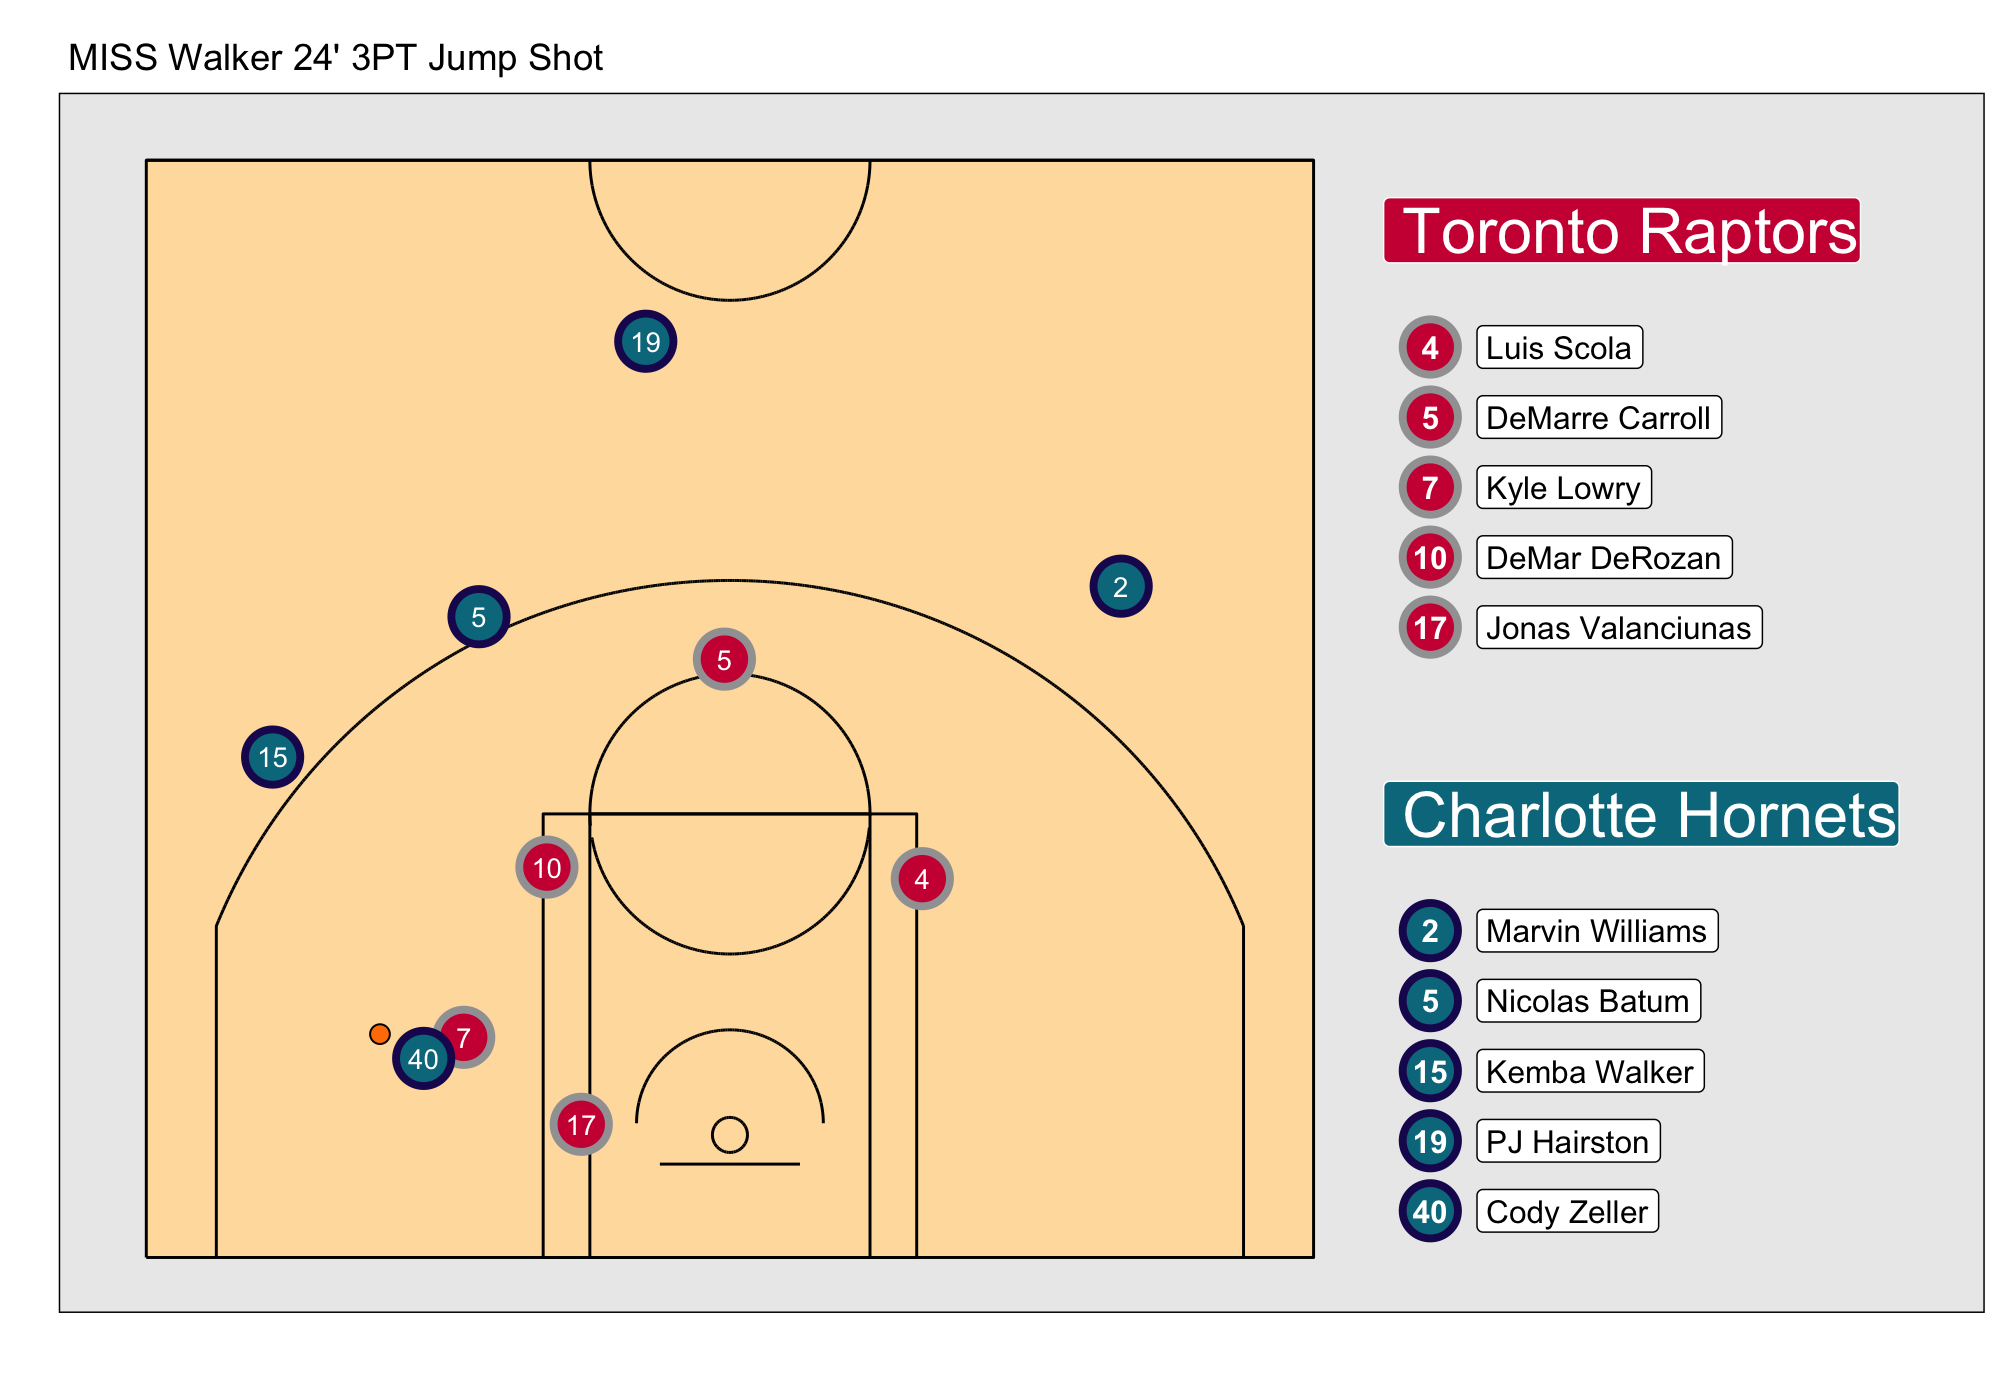 MISS Walker 24' 3PT Jump Shot
Toronto Raptors
4 Luis Scola
5 DeMarre Carroll
7 Kyle Lowry
10 DeMar DeRozan
17 Jonas Valanciunas
Charlotte Hornets
2 Marvin Williams
5 Nicolas Batum
15 Kemba Walker
19 PJ Hairston
40 Cody Zeller
19
2
5
5
15
10
4
7
40
17